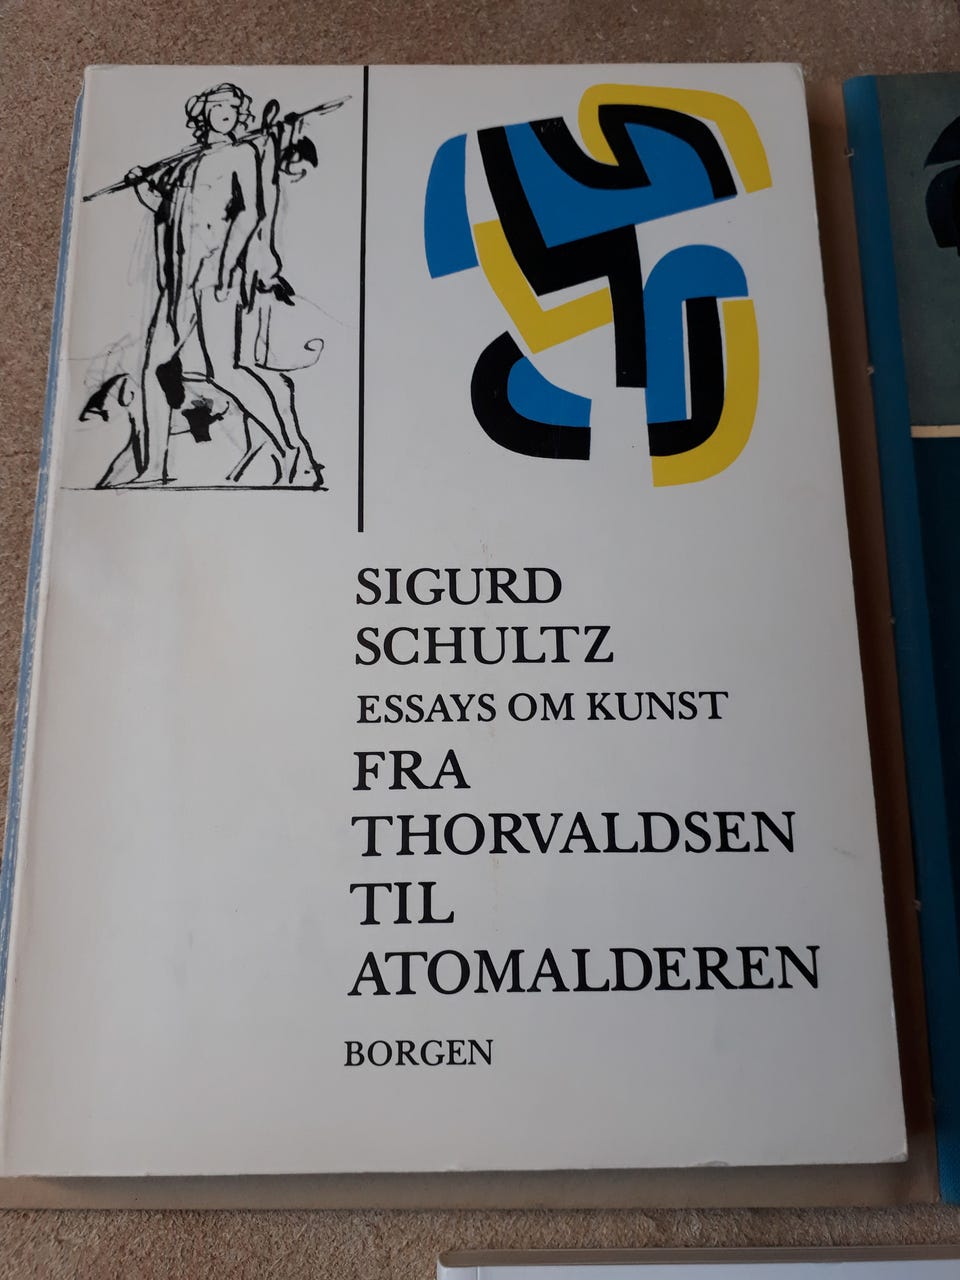 SIGURD
SCHULTZ
ESSAYS OM KUNST
FRA
THORVALDSEN
TIL
ATOMALDEREN
BORGEN